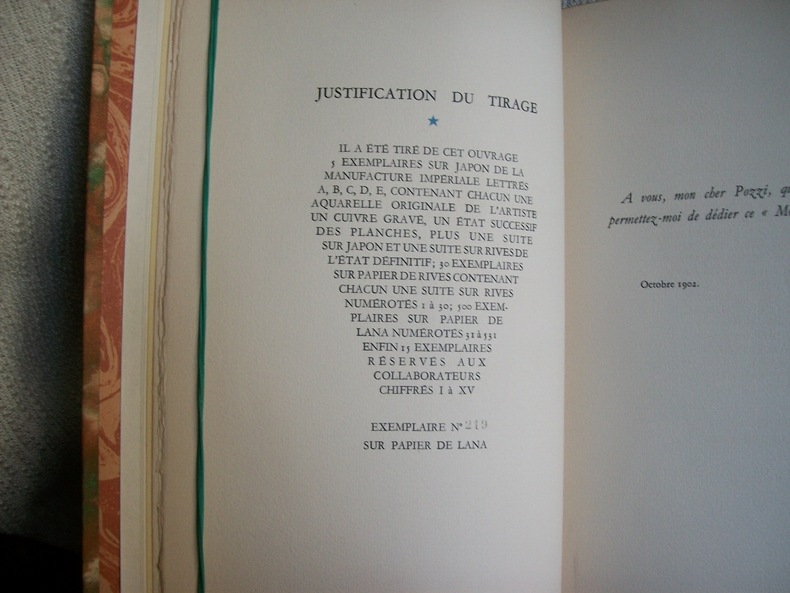 JUSTIFICATION DU TIRAGE
IL A ÉTÉ TIRÉ DE CET OUVRAGE
5 EXEMPLAIRES SUR JAPON DE LA
MANUFACTURE IMPÉRIALE LETTRÉS
A, B, C, D, E, CONTENANT CHACUN UNE
AQUARELLE ORIGINALE DE L'ARTISTE
UN CUIVRE GRAVÉ, UN ÉTAT SUCCESSIF
DES PLANCHES, PLUS UNE SUITE
SUR JAPON ET UNE SUITE SUR RIVES DE
L'ÉTAT DÉFINITIF; 30 EXEMPLAIRES
SUR PAPIER DE RIVES CONTENANT
CHACUN UNE SUITE SUR RIVES
NUMÉROTÉS 1 à 30; 500 EXEM-
PLAIRES SUR PAPIER DE
LANA NUMÉROTÉS 31 à 531
ENFIN 15 EXEMPLAIRES
RÉSERVÉS AUX
COLLABORATEURS
CHIFFRÉS I à XV
EXEMPLAIRE N° 219
SUR PAPIER DE LANA
A vous, mon cher Pozzi, qu
permettez-moi de dédier ce « M
Octobre 1902.